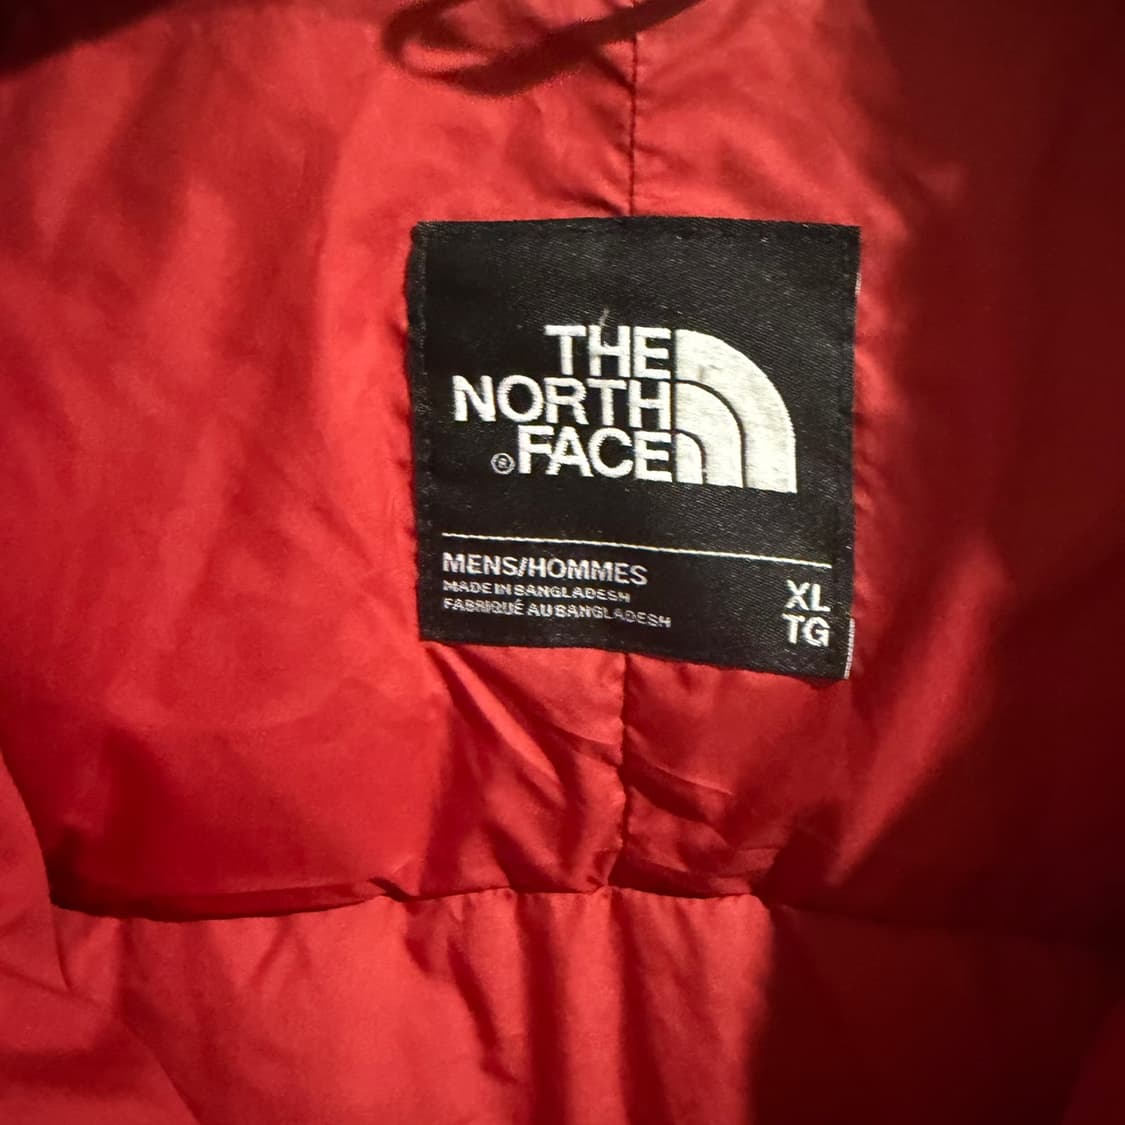 THE
NORTH
®FACE
MENS/HOMMES
MADE IN BANGLADESH
FABRIQUÉ AU BANGLADESH
XL
TG